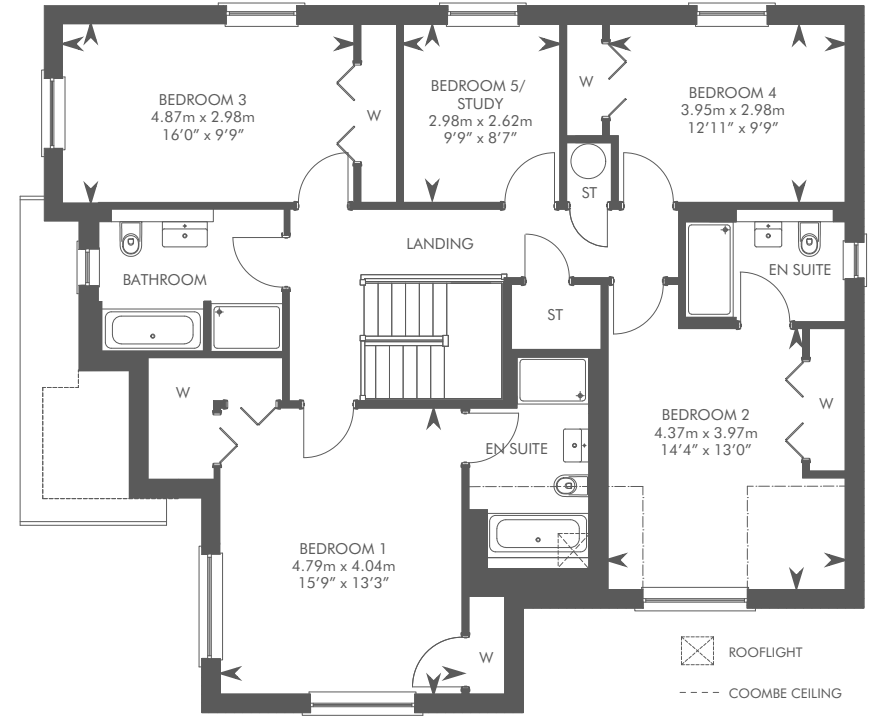 BEDROOM 3
4.87m x 2.98m
16’0” x 9’9”
W
BEDROOM 5/
STUDY
2.98m x 2.62m
9’9” x 8’7”
W
BEDROOM 4
3.95m x 2.98m
12’11” x 9’9”
ST
LANDING
BATHROOM
EN SUITE
ST
W
BEDROOM 2
4.37m x 3.97m
14’4” x 13’0”
W
EN SUITE
BEDROOM 1
4.79m x 4.04m
15’9” x 13’3”
W
ROOFLIGHT
COOMBE CEILING